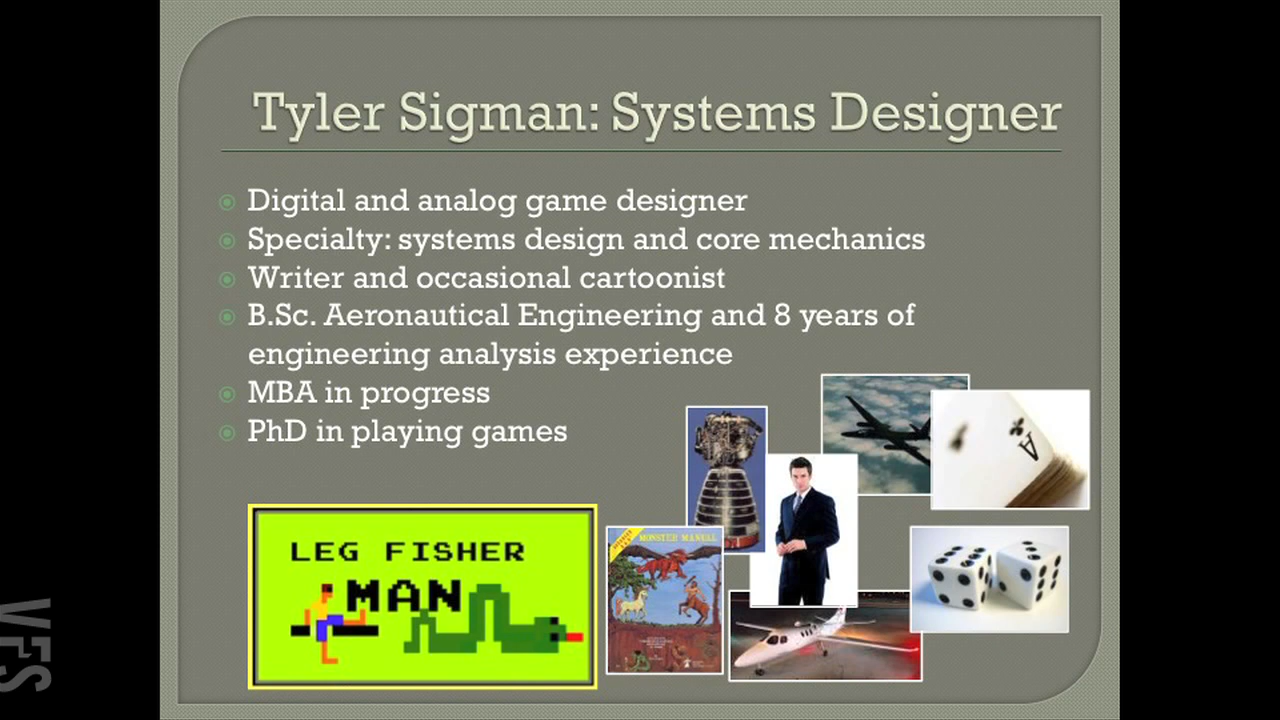 Tyler Sigman: Systems Designer
Digital and analog game designer
Specialty: systems design and core mechanics
Writer and occasional cartoonist
B.Sc. Aeronautical Engineering and 8 years of
engineering analysis experience
MBA in progress
PhD in playing games
A
LEG FISHER
MAN
MONSTER MANUAL
VFS